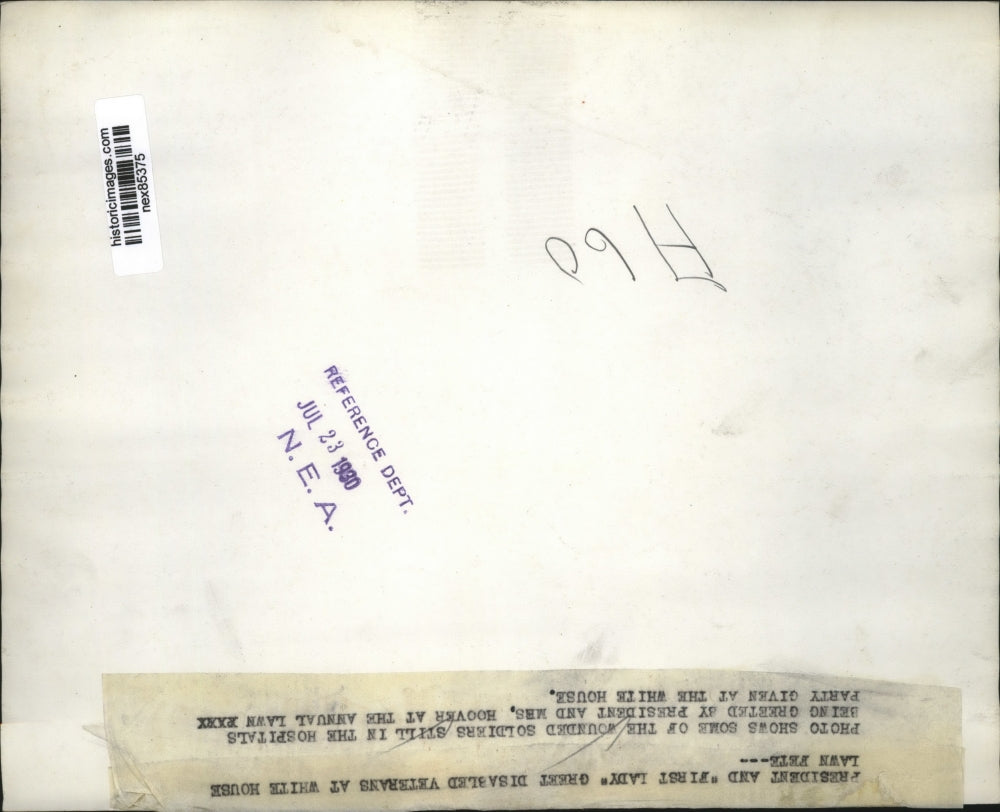 historicimages.com
nex85375
F 60
REFERENCE DEPT.
JUL 23 1930
N. E. A.
PRESIDENT AND "FIRST LADY" GREET DISABLED VETERANS AT WHITE HOUSE
LAWN FETE---
PHOTO SHOWS SOME OF THE WOUNDED SOLDIERS STILL IN THE HOSPITALS
BEING GREETED BY PRESIDENT AND MRS. HOOVER AT THE ANNUAL LAWN XXXX
PARTY GIVEN AT THE WHITE HOUSE.